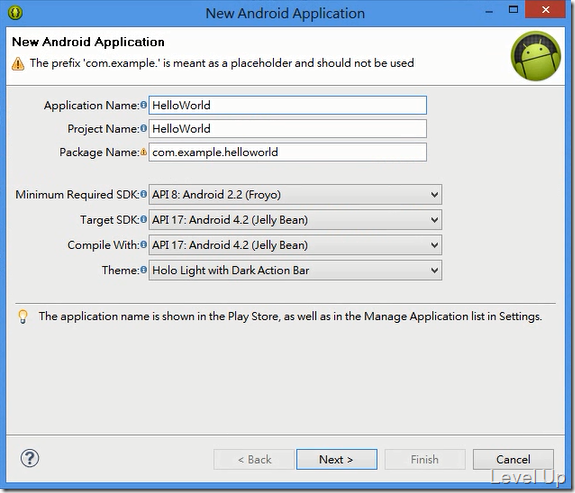 New Android Application
New Android Application
The prefix 'com.example.' is meant as a placeholder and should not be used
Application Name: HelloWorld
Project Name: HelloWorld
Package Name: com.example.helloworld
Minimum Required SDK: API 8: Android 2.2 (Froyo)
Target SDK: API 17: Android 4.2 (Jelly Bean)
Compile With: API 17: Android 4.2 (Jelly Bean)
Theme: Holo Light with Dark Action Bar
The application name is shown in the Play Store, as well as in the Manage Application list in Settings.
? < Back Next > Finish Cancel
Level Up